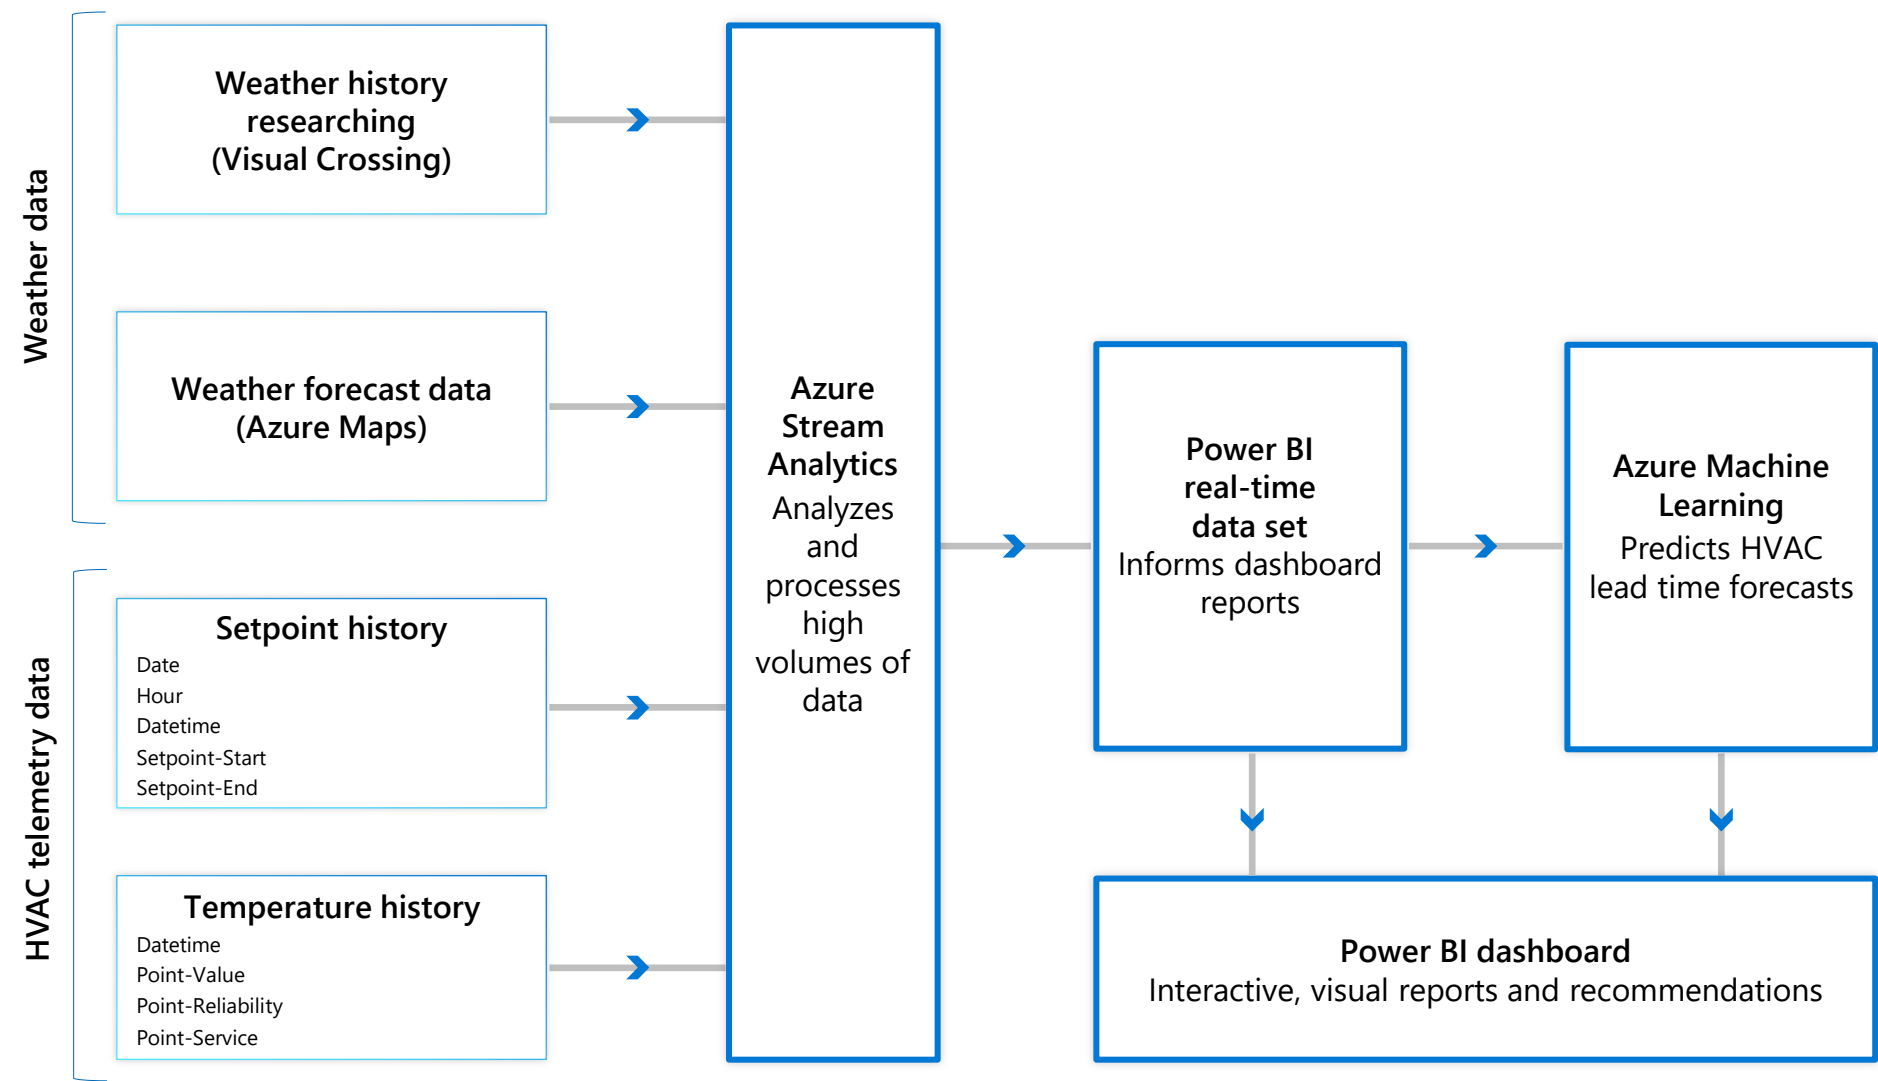 Weather data
Weather history
researching
(Visual Crossing)
Weather forecast data
(Azure Maps)
HVAC telemetry data
Setpoint history
Date
Hour
Datetime
Setpoint-Start
Setpoint-End
Temperature history
Datetime
Point-Value
Point-Reliability
Point-Service
Azure
Stream
Analytics
Analyzes
and
processes
high
volumes of
data
Power BI
real-time
data set
Informs dashboard
reports
Azure Machine
Learning
Predicts HVAC
lead time forecasts
Power BI dashboard
Interactive, visual reports and recommendations